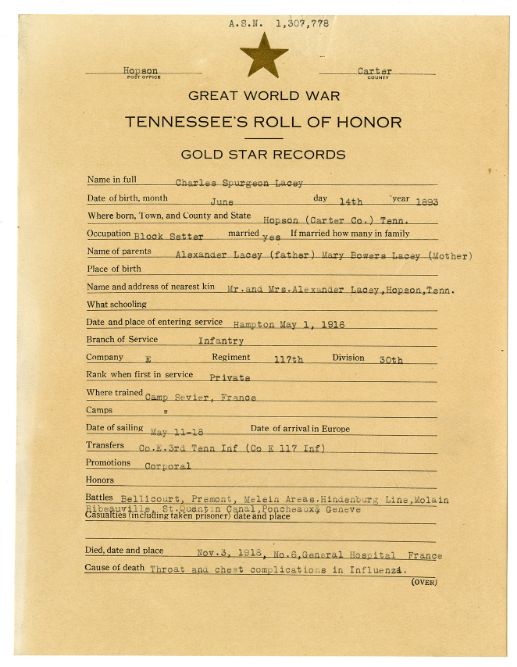 A.S.N. 1,307,778
Hopson Carter
POST OFFICE COUNTY
GREAT WORLD WAR
TENNESSEE'S ROLL OF HONOR
GOLD STAR RECORDS
Name in full Charles Spurgeon Lacey
Date of birth, month June day 14th year 1893
Where born, Town, and County and State Hopson (Carter Co.) Tenn.
Occupation Block Setter married yes If married how many in family
Name of parents Alexander Lacey (father) Mary Bowers Lacey (Mother)
Place of birth
Name and address of nearest kin Mr.and Mrs.Alexander Lacey,Hopson,Tenn.
What schooling
Date and place of entering service Hampton May 1, 1918
Branch of Service Infantry
Company E Regiment 117th Division 30th
Rank when first in service Private
Where trained Camp Sevier, France
Camps "
Date of sailing May 11-18 Date of arrival in Europe
Transfers Co.E.3rd Tenn Inf (Co E 117 Inf)
Promotions Corporal
Honors
Battles Bellicourt, Premont, Melein Areas.Hindenburg Line,Molain
Ribeauville, St.Quentin Canal,Poncheaux& Geneve
Casualties (including taken prisoner) date and place
Died, date and place Nov.3, 1918, No.6,General Hospital France
Cause of death Throat and chest complications in Influenza.
(OVER)